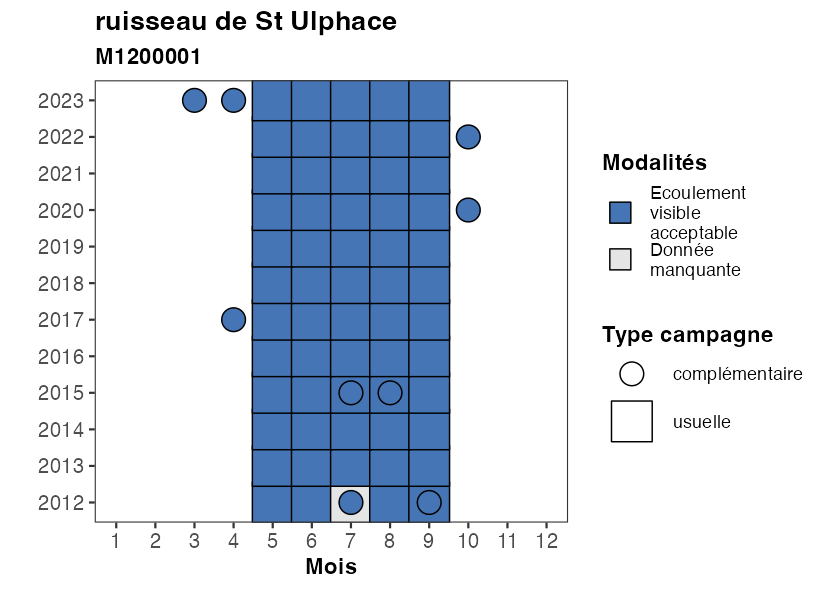 ruisseau de St Ulphace
M1200001
2023
2022
2021
2020
2019
2018
2017
2016
2015
2014
2013
2012
1 2 3 4 5 6 7 8 9 10 11 12
Mois
Modalités
Ecoulement
visible
acceptable
Donnée
manquante
Type campagne
complémentaire
usuelle